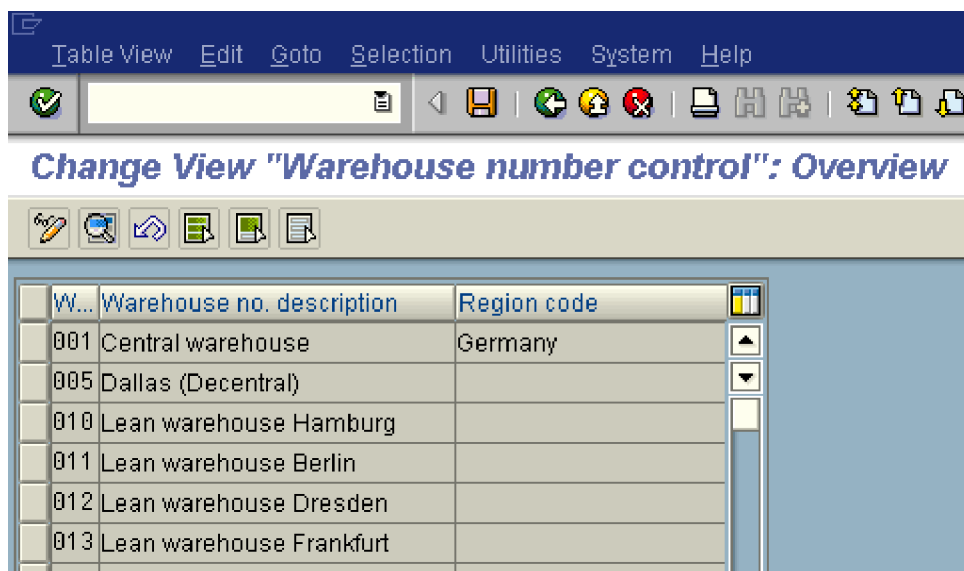 Table View Edit Goto Selection Utilities System Help
Change View "Warehouse number control": Overview
W... Warehouse no. description Region code
001 Central warehouse Germany
005 Dallas (Decentral)
010 Lean warehouse Hamburg
011 Lean warehouse Berlin
012 Lean warehouse Dresden
013 Lean warehouse Frankfurt